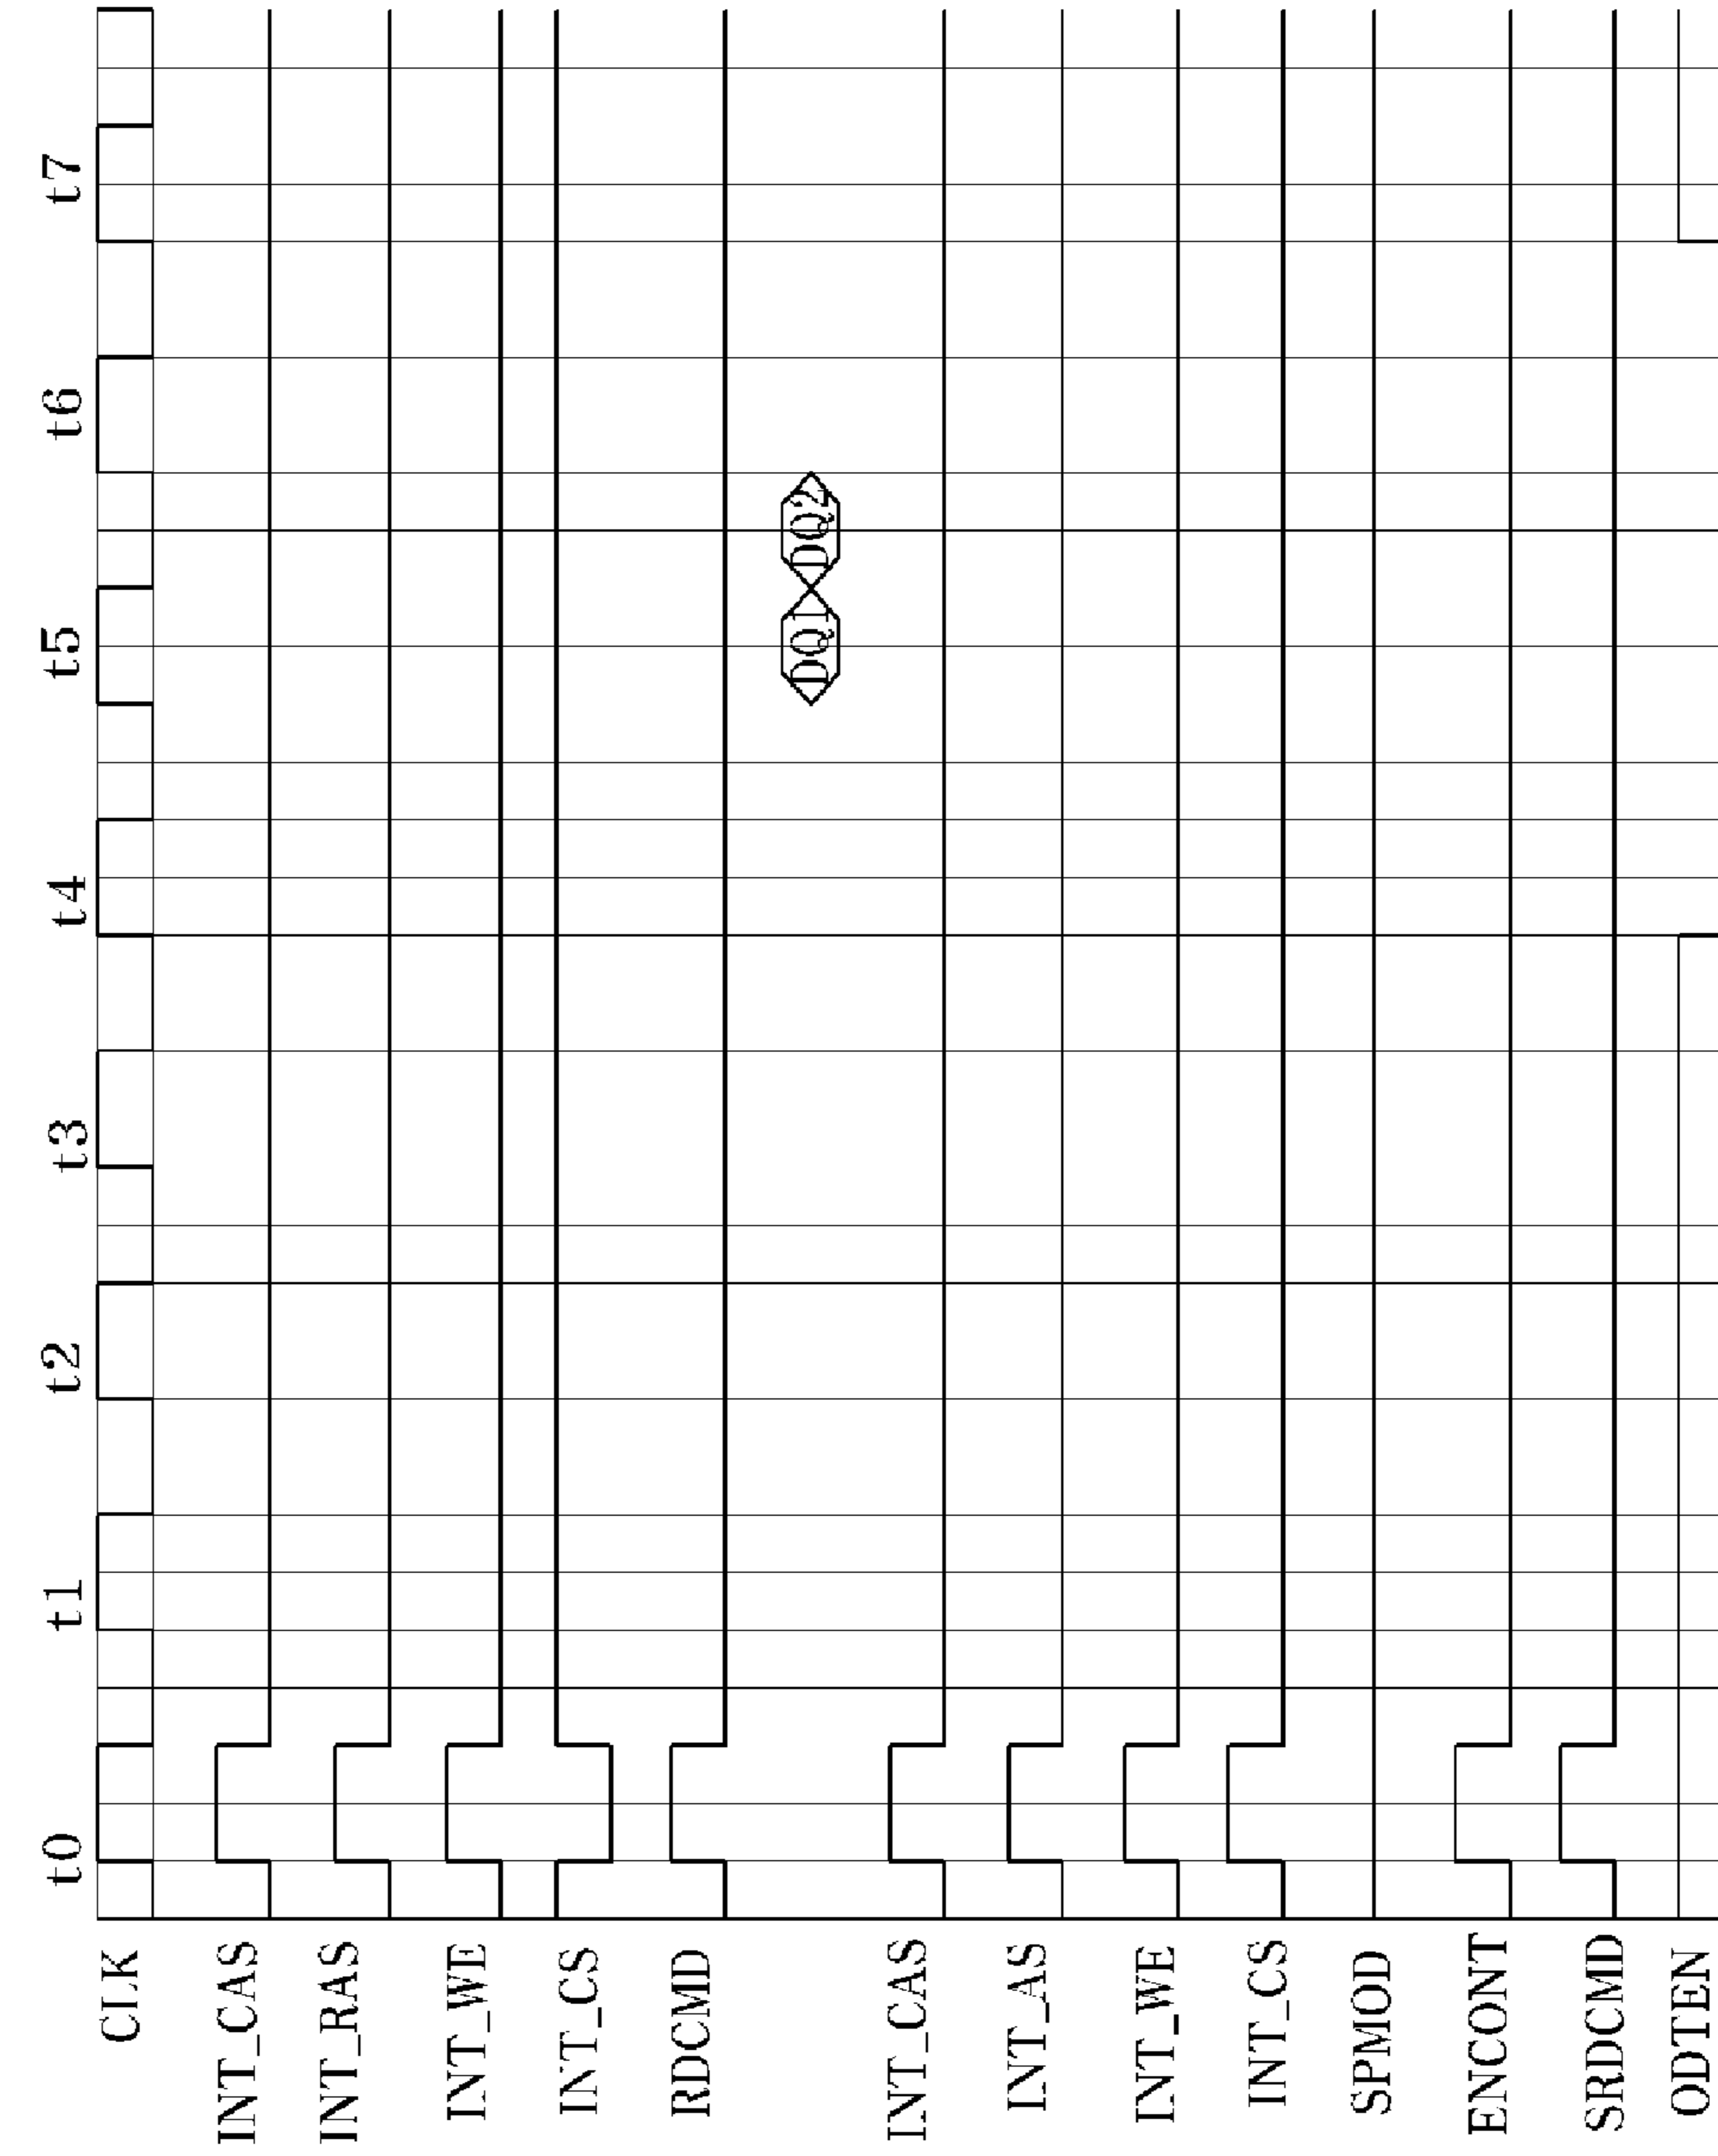 t0 t1 t2 t3 t4 t5 t6 t7
CLK
INT_CAS
INT_RAS
INT_WE
INT_CS
RDCMD
DQ1 DQ2
INT_CAS
INT_AS
INT_WE
INT_CS
SPMOD
ENCONT
SRDCMD
ODTEN